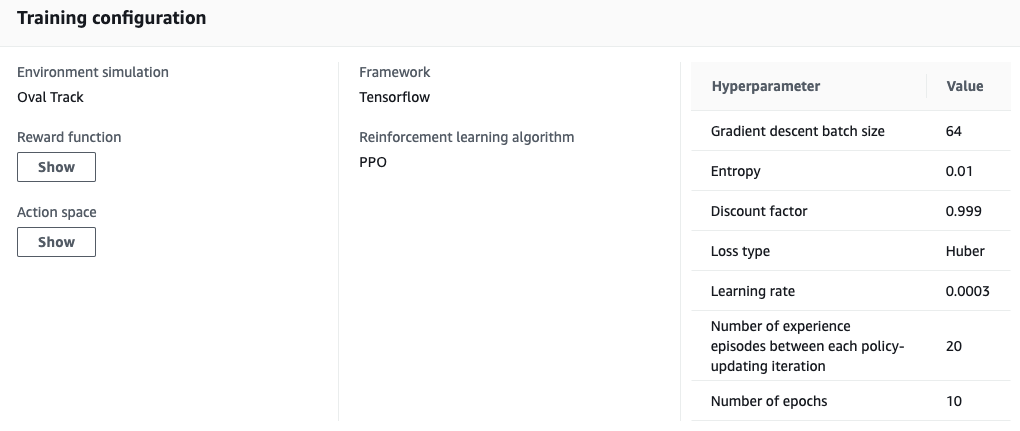 Training configuration
Environment simulation
Oval Track
Reward function
Show
Action space
Show
Framework
Tensorflow
Reinforcement learning algorithm
PPO
Hyperparameter Value
Gradient descent batch size 64
Entropy 0.01
Discount factor 0.999
Loss type Huber
Learning rate 0.0003
Number of experience
episodes between each policy- 20
updating iteration
Number of epochs 10